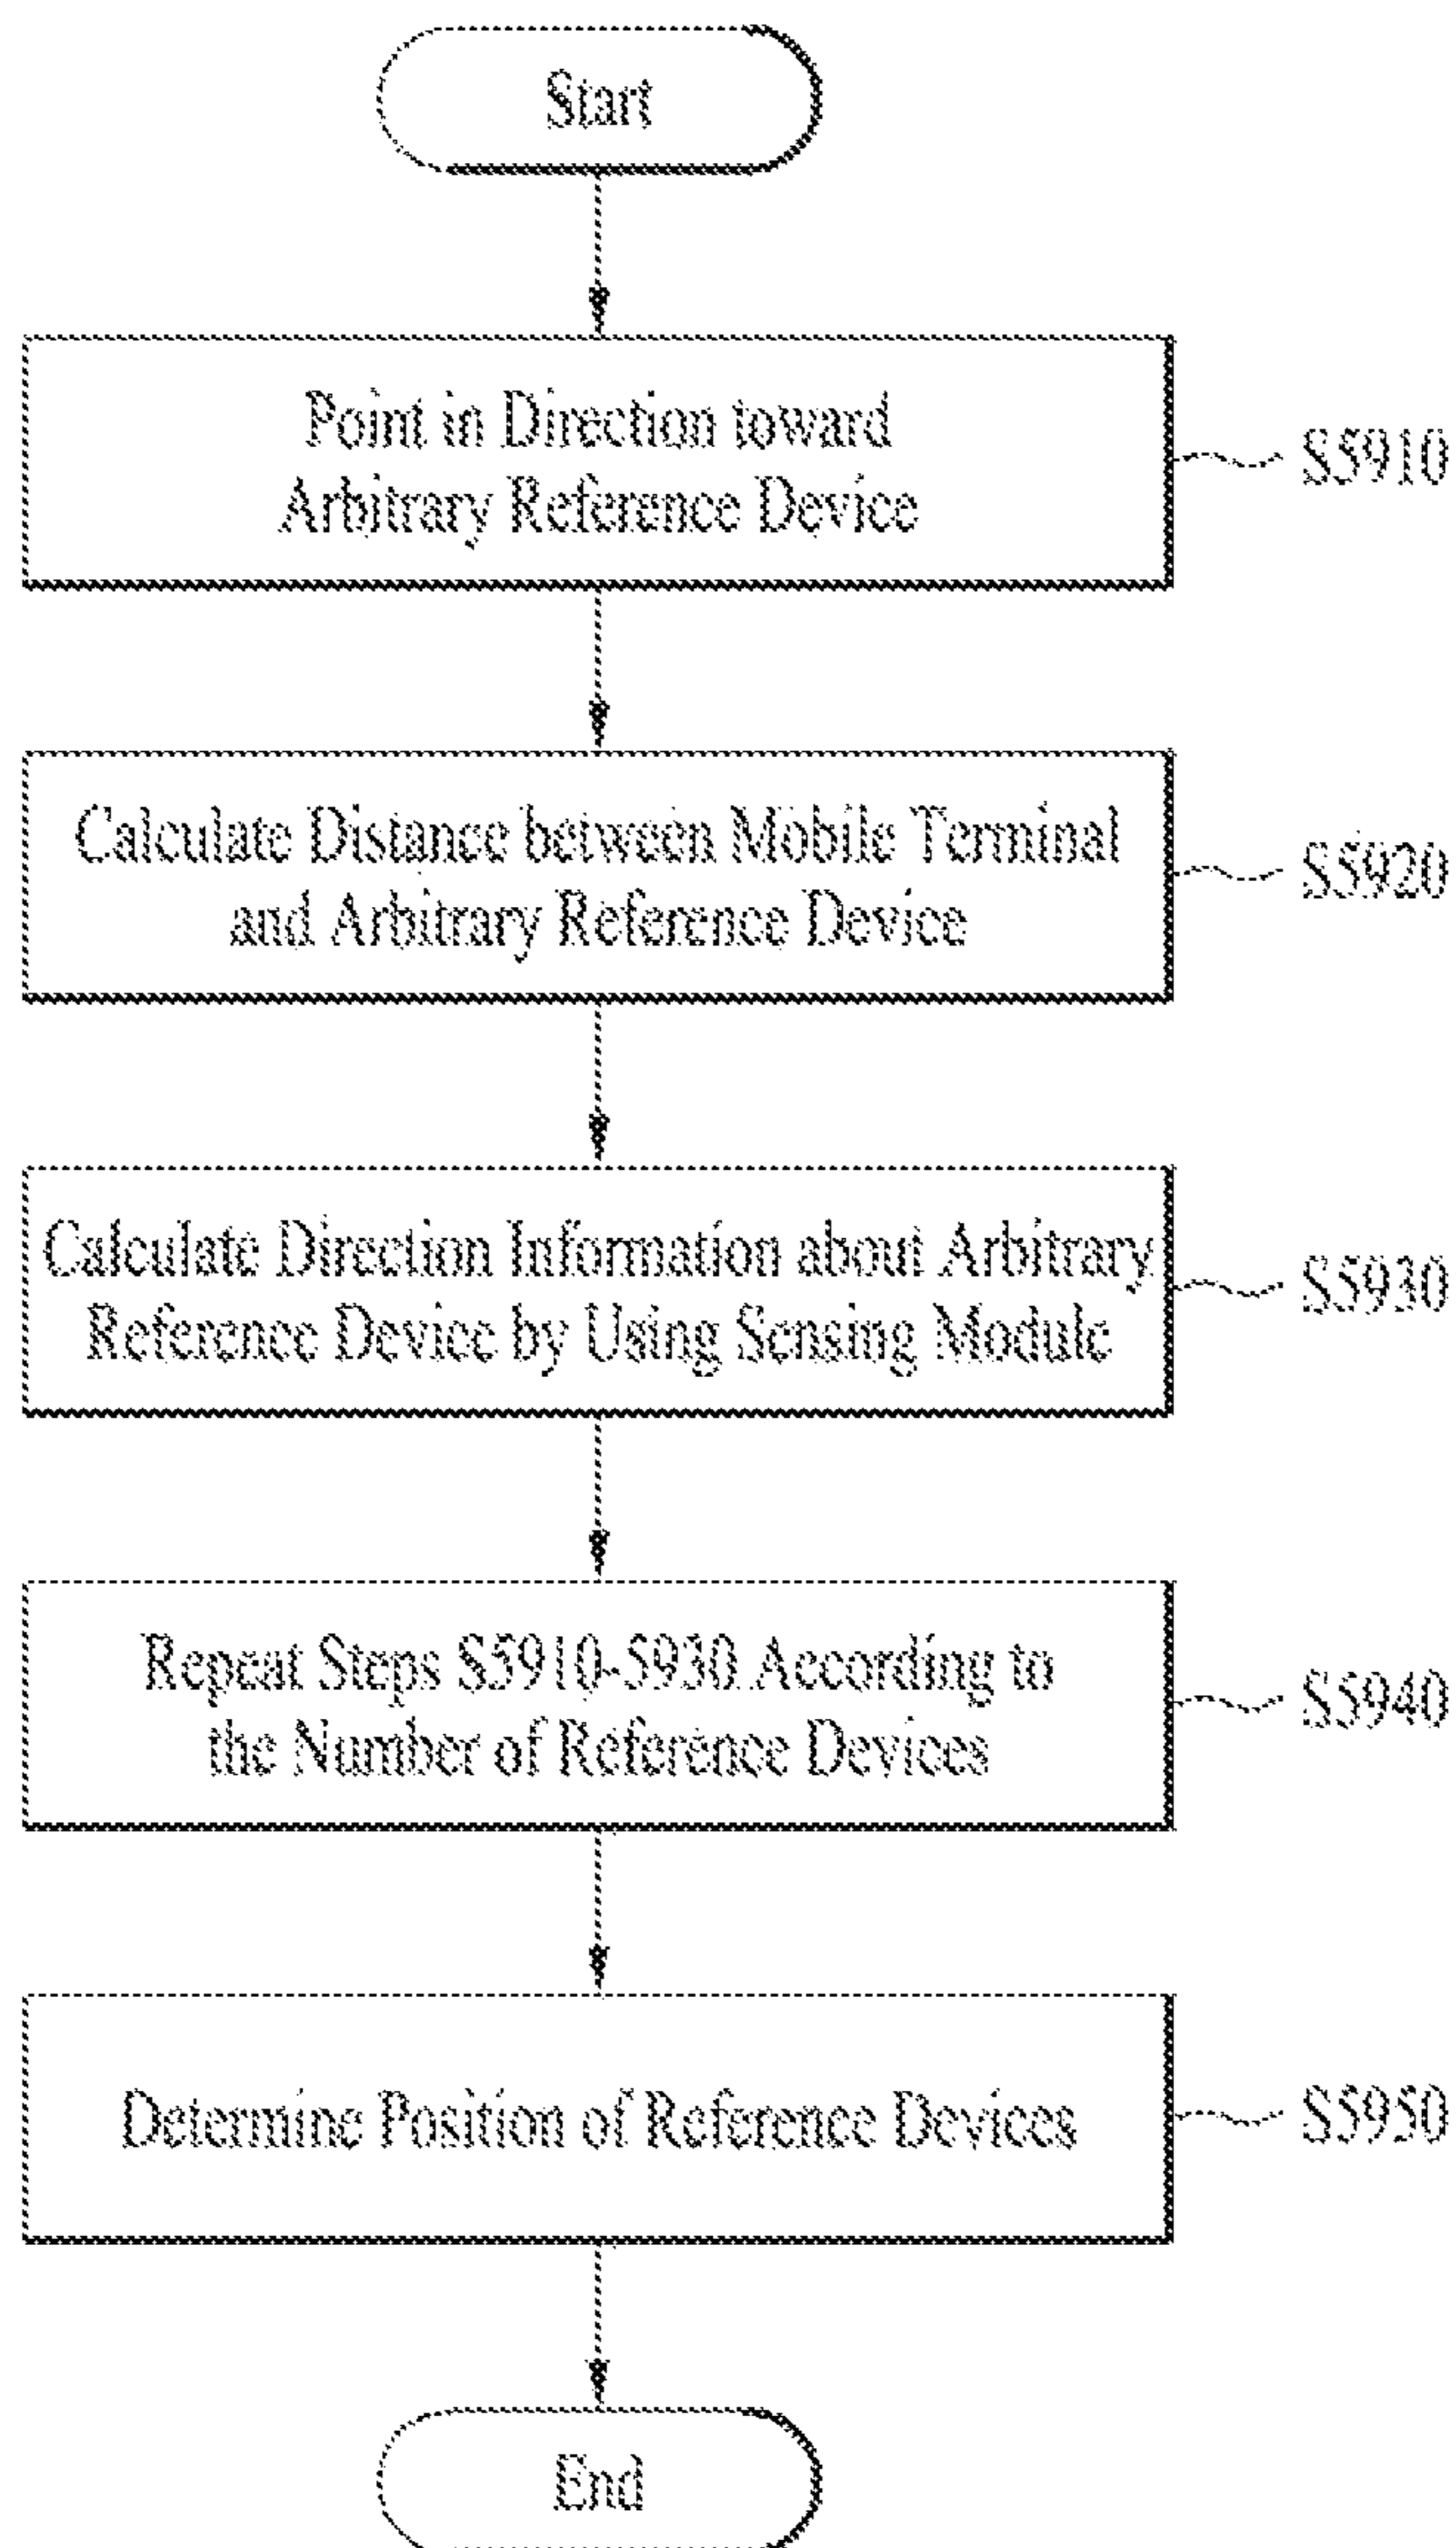 Start
Point in Direction toward
Arbitrary Reference Device
S5910
Calculate Distance between Mobile Terminal
and Arbitrary Reference Device
S5920
Calculate Direction Information about Arbitrary
Reference Device by Using Sensing Module
S5930
Repeat Steps S5910-5930 According to
the Number of Reference Devices
S5940
Determine Position of Reference Devices
S5950
End